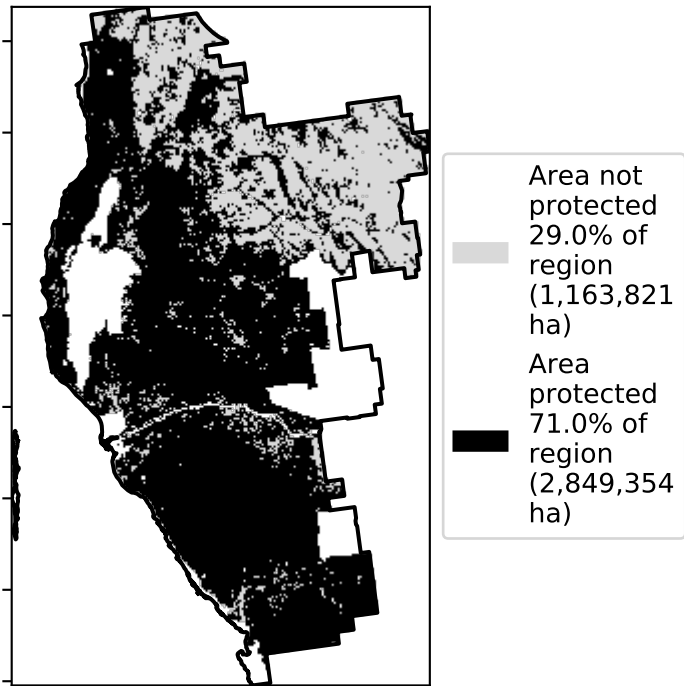 Area not
protected
29.0% of
region
(1,163,821
ha)
Area
protected
71.0% of
region
(2,849,354
ha)